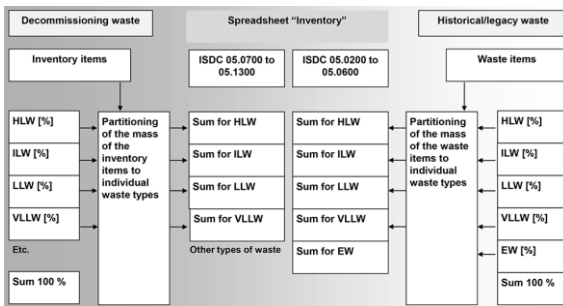 Decommissioning waste
Spreadsheet “Inventory”
Historical/legacy waste
Inventory items
ISDC 05.0700 to
05.1300
ISDC 05.0200 to
05.0600
Waste items
HLW [%]
ILW [%]
LLW [%]
VLLW [%]
Etc.
Sum 100 %
Partitioning
of the mass
of the
inventory
items to
individual
waste types
Sum for HLW
Sum for ILW
Sum for LLW
Sum for VLLW
Other types of waste
Sum for HLW
Sum for ILW
Sum for LLW
Sum for VLLW
Sum for EW
Partitioning
of the mass
of the waste
items to
individual
waste types
HLW [%]
ILW [%]
LLW [%]
VLLW [%]
EW [%]
Sum 100 %